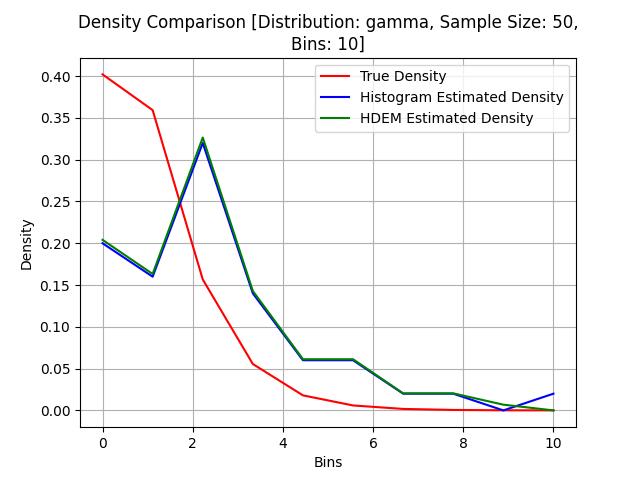 Density Comparison [Distribution: gamma, Sample Size: 50,
Bins: 10]
True Density
Histogram Estimated Density
HDEM Estimated Density
Density
0.40
0.35
0.30
0.25
0.20
0.15
0.10
0.05
0.00
0 2 4 6 8 10
Bins